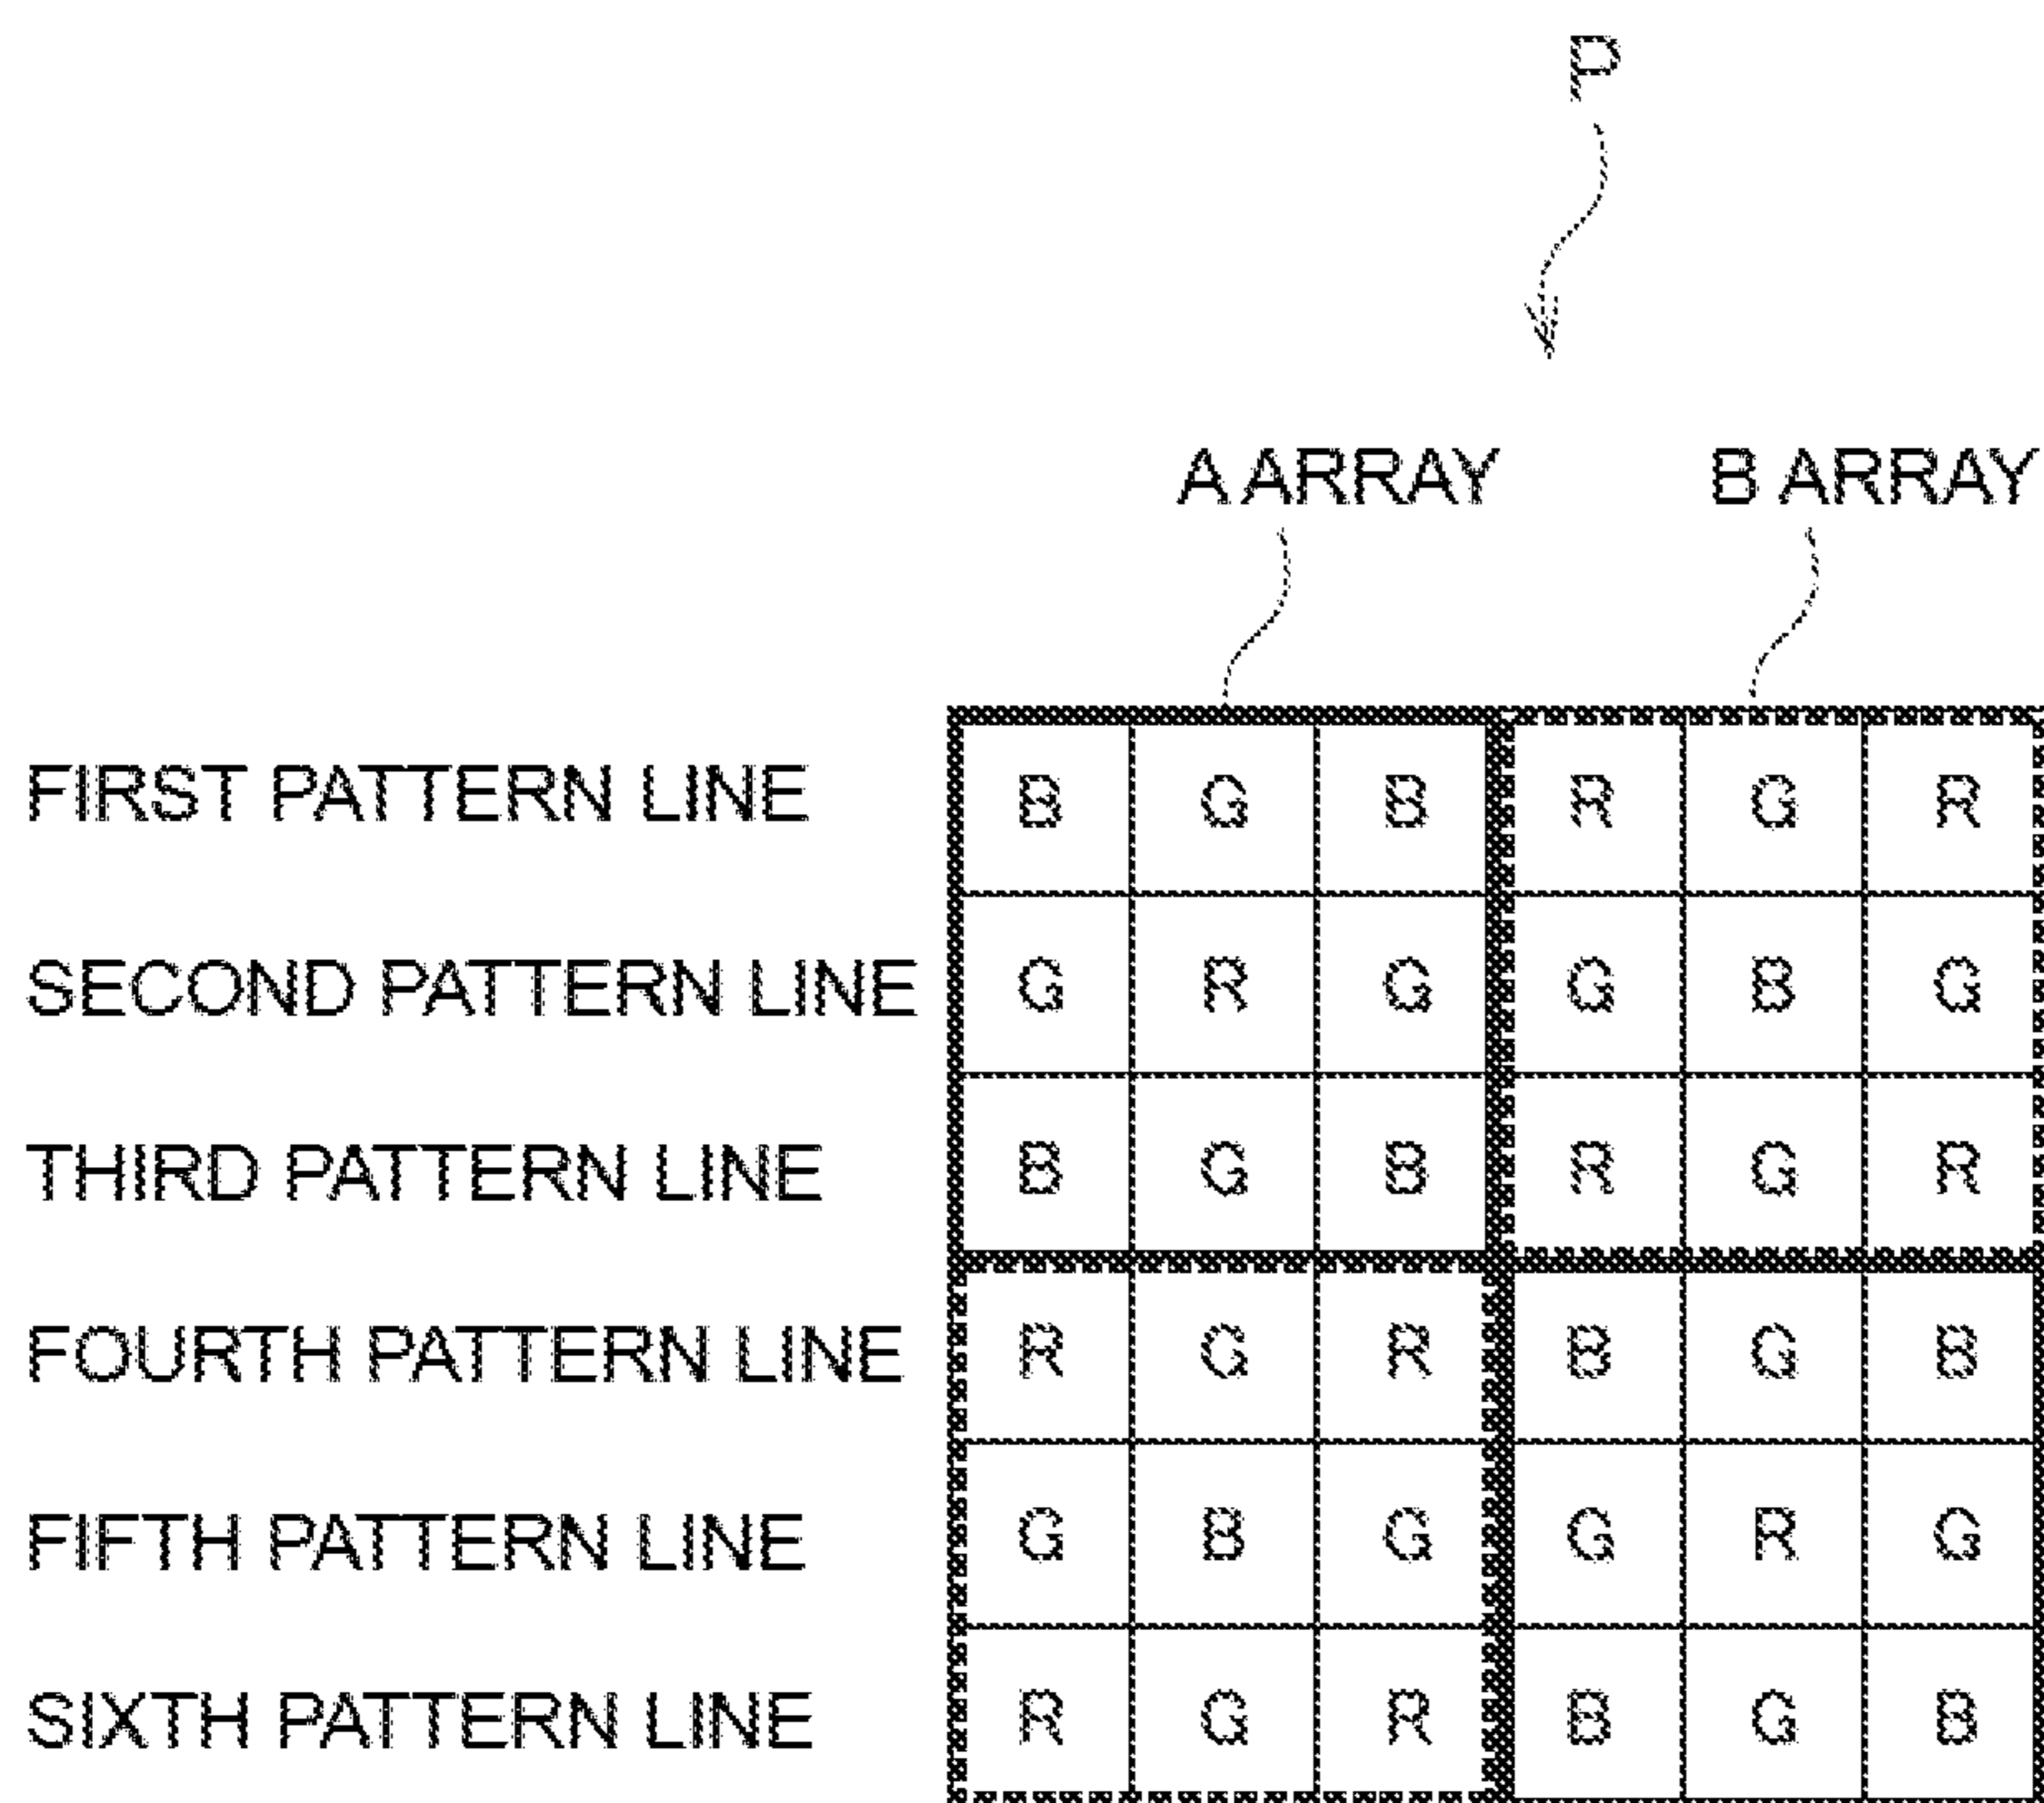 P
A ARRAY B ARRAY
FIRST PATTERN LINE B G B R G R
SECOND PATTERN LINE G R G G B G
THIRD PATTERN LINE B G B R G R
FOURTH PATTERN LINE R G R B G B
FIFTH PATTERN LINE G B G G R G
SIXTH PATTERN LINE R G R B G B